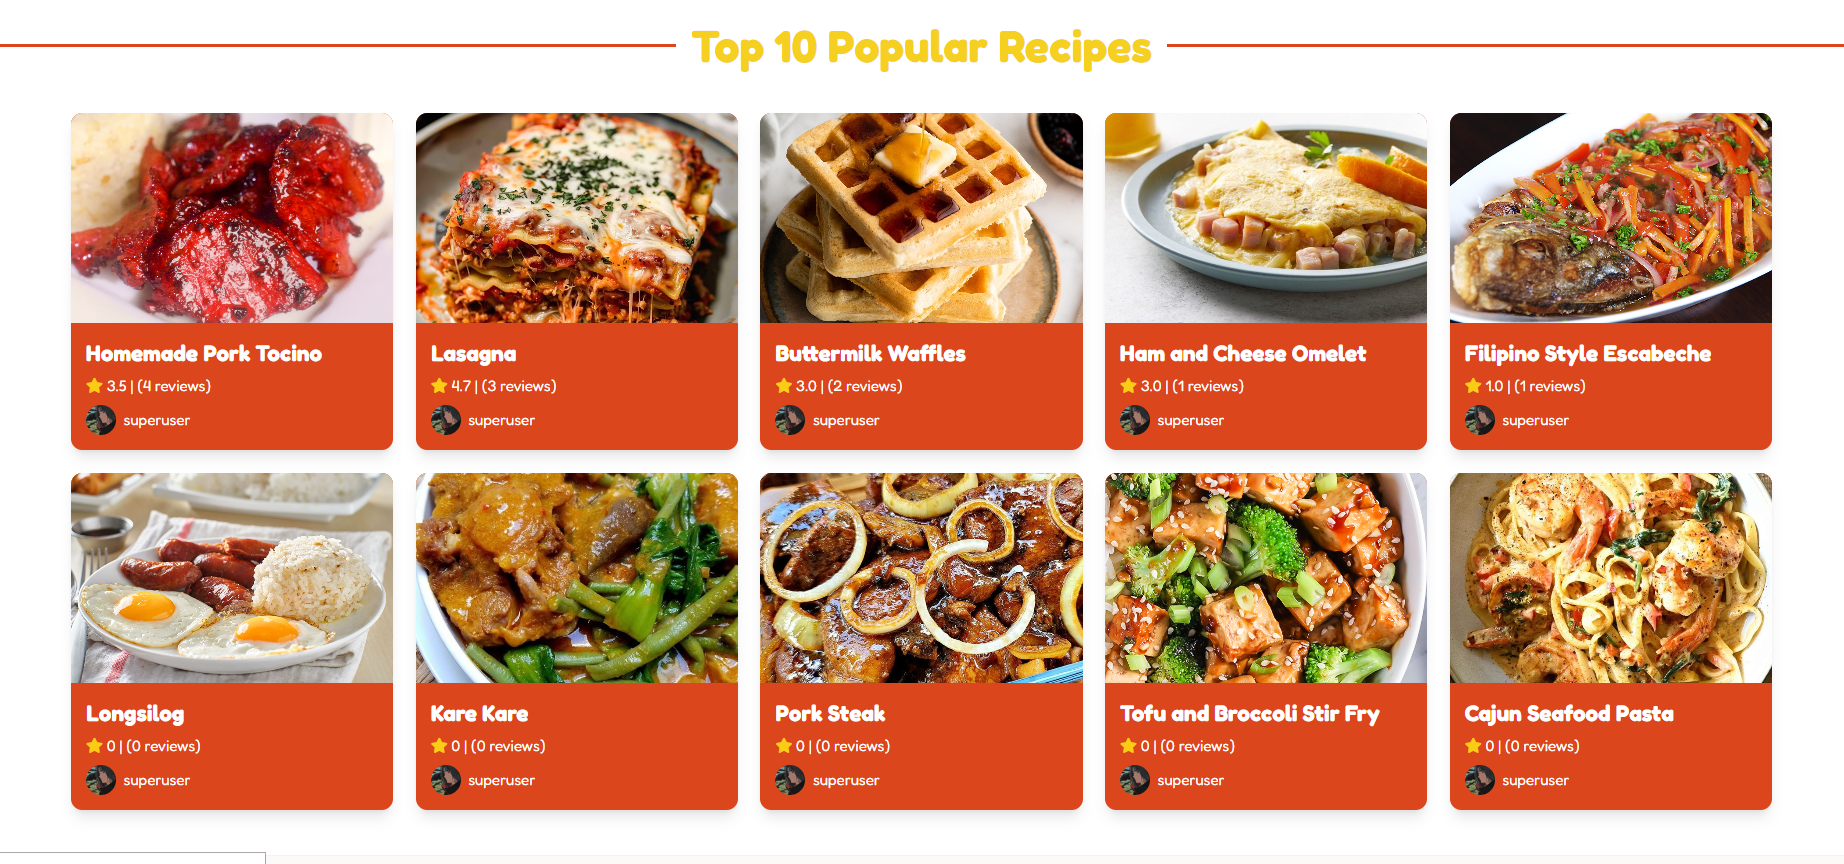 Top 10 Popular Recipes
Homemade Pork Tocino
3.5 | (4 reviews)
superuser
Lasagna
4.7 | (3 reviews)
superuser
Buttermilk Waffles
3.0 | (2 reviews)
superuser
Ham and Cheese Omelet
3.0 | (1 reviews)
superuser
Filipino Style Escabeche
1.0 | (1 reviews)
superuser
Longsilog
0 | (0 reviews)
superuser
Kare Kare
0 | (0 reviews)
superuser
Pork Steak
0 | (0 reviews)
superuser
Tofu and Broccoli Stir Fry
0 | (0 reviews)
superuser
Cajun Seafood Pasta
0 | (0 reviews)
superuser